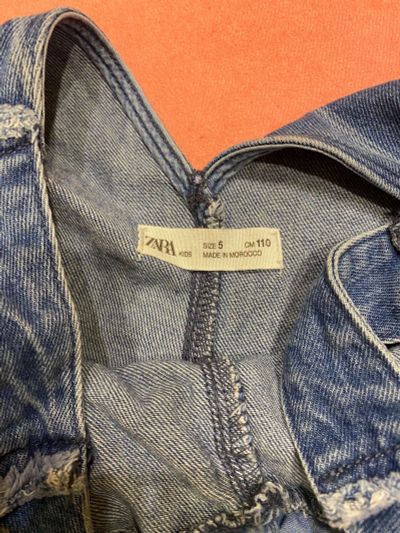 ZARA KIDS SIZE 5 CM 110
MADE IN MOROCCO